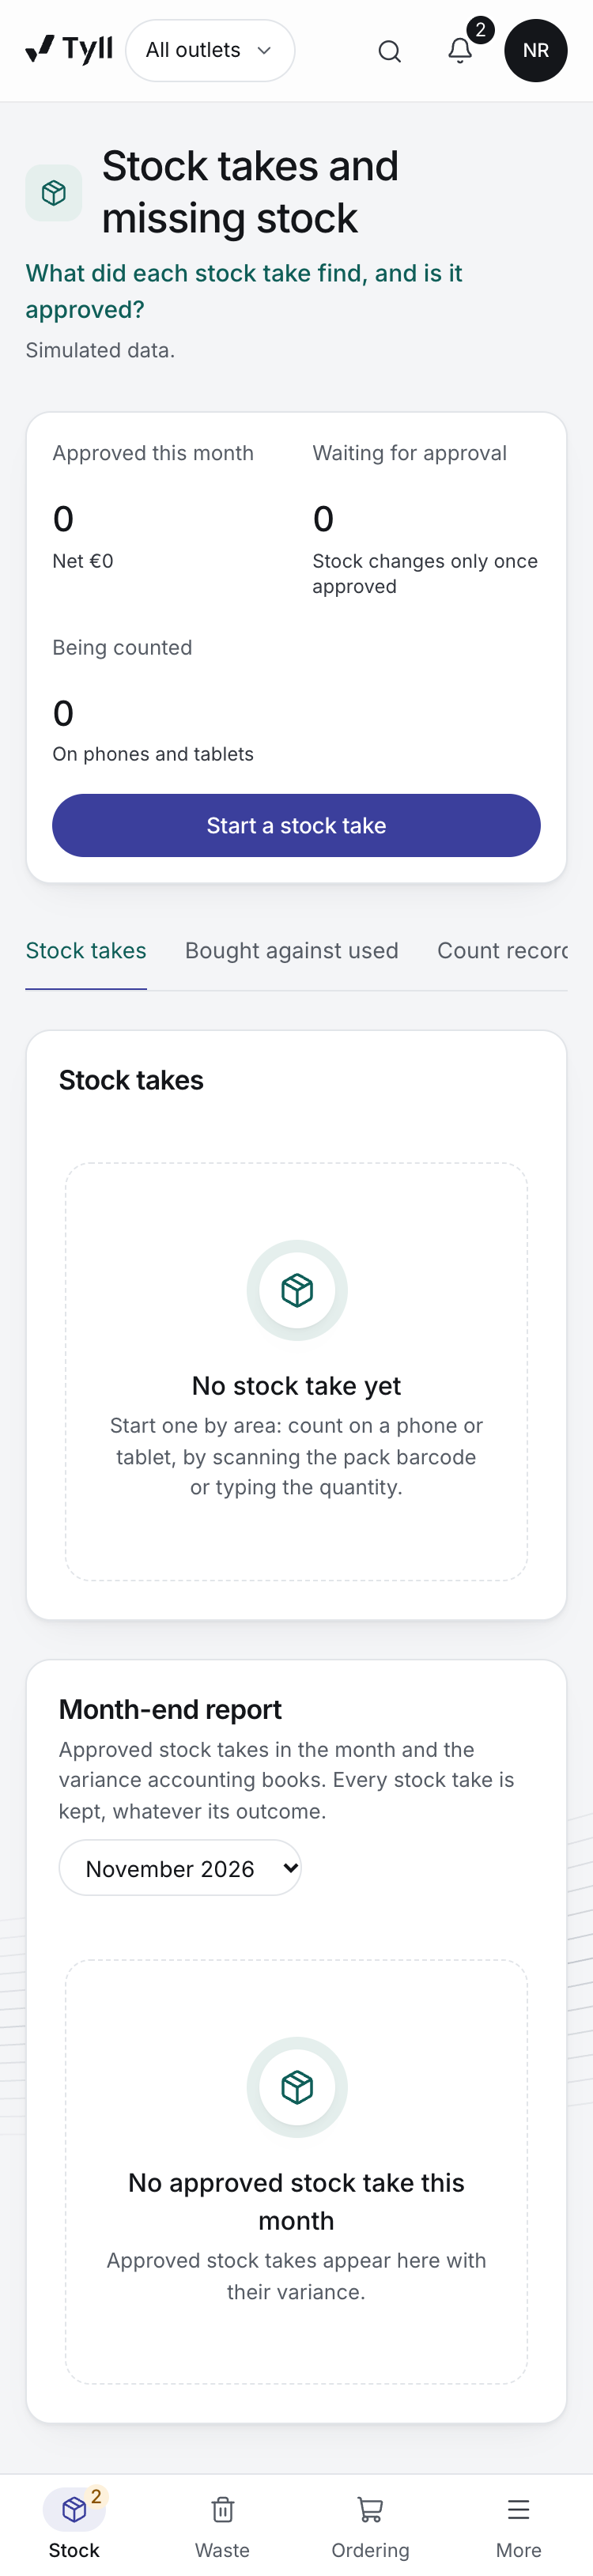 Tyll
All outlets
2
NR
Stock takes and
missing stock
What did each stock take find, and is it
approved?
Simulated data.
Approved this month
0
Net €0
Waiting for approval
0
Stock changes only once
approved
Being counted
0
On phones and tablets
Start a stock take
Stock takes
Bought against used
Count record
Stock takes
No stock take yet
Start one by area: count on a phone or
tablet, by scanning the pack barcode
or typing the quantity.
Month-end report
Approved stock takes in the month and the
variance accounting books. Every stock take is
kept, whatever its outcome.
November 2026
No approved stock take this
month
Approved stock takes appear here with
their variance.
2
Stock
Waste
Ordering
More